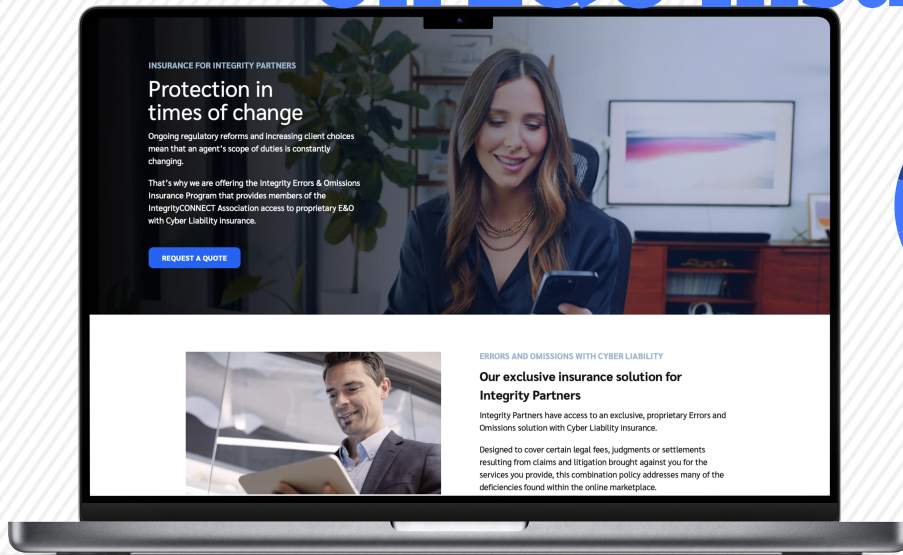 INSURANCE FOR INTEGRITY PARTNERS
Protection in
times of change
Ongoing regulatory reforms and increasing client choices
mean that an agent's scope of duties is constantly
changing.
That's why we are offering the Integrity Errors & Omissions
Insurance Program that provides members of the
IntegrityCONNECT Association access to proprietary E&O
with Cyber Liability insurance.
REQUEST A QUOTE
ERRORS AND OMISSIONS WITH CYBER LIABILITY
Our exclusive insurance solution for
Integrity Partners
Integrity Partners have access to an exclusive, proprietary Errors and
Omissions solution with Cyber Liability insurance.
Designed to cover certain legal fees, judgments or settlements
resulting from claims and litigation brought against you for the
services you provide, this combination policy addresses many of the
deficiencies found within the online marketplace.